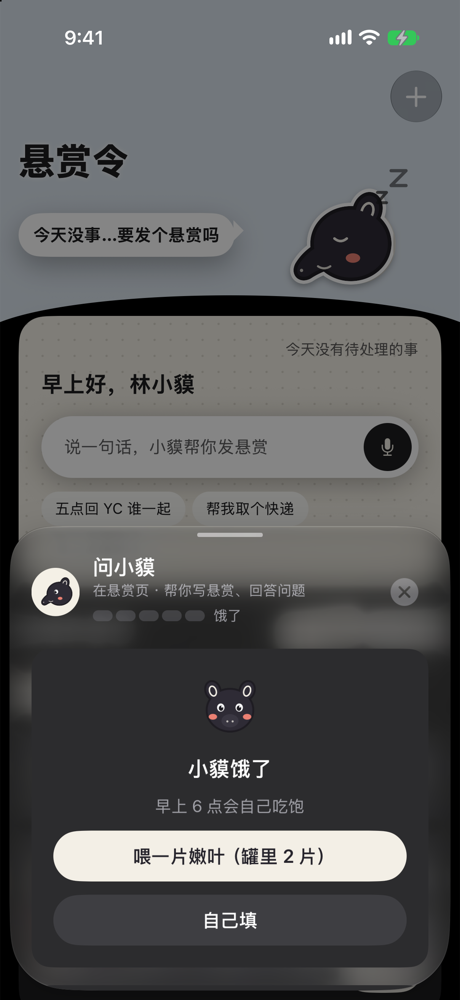 9:41
悬赏令
z
z
今天没事...要发个悬赏吗
今天没有待处理的事
早上好，林小貘
说一句话，小貘帮你发悬赏
五点回 YC 谁一起
帮我取个快递
问小貘
在悬赏页 · 帮你写悬赏、回答问题
饿了
小貘饿了
早上 6 点会自己吃饱
喂一片嫩叶（罐里 2 片）
自己填